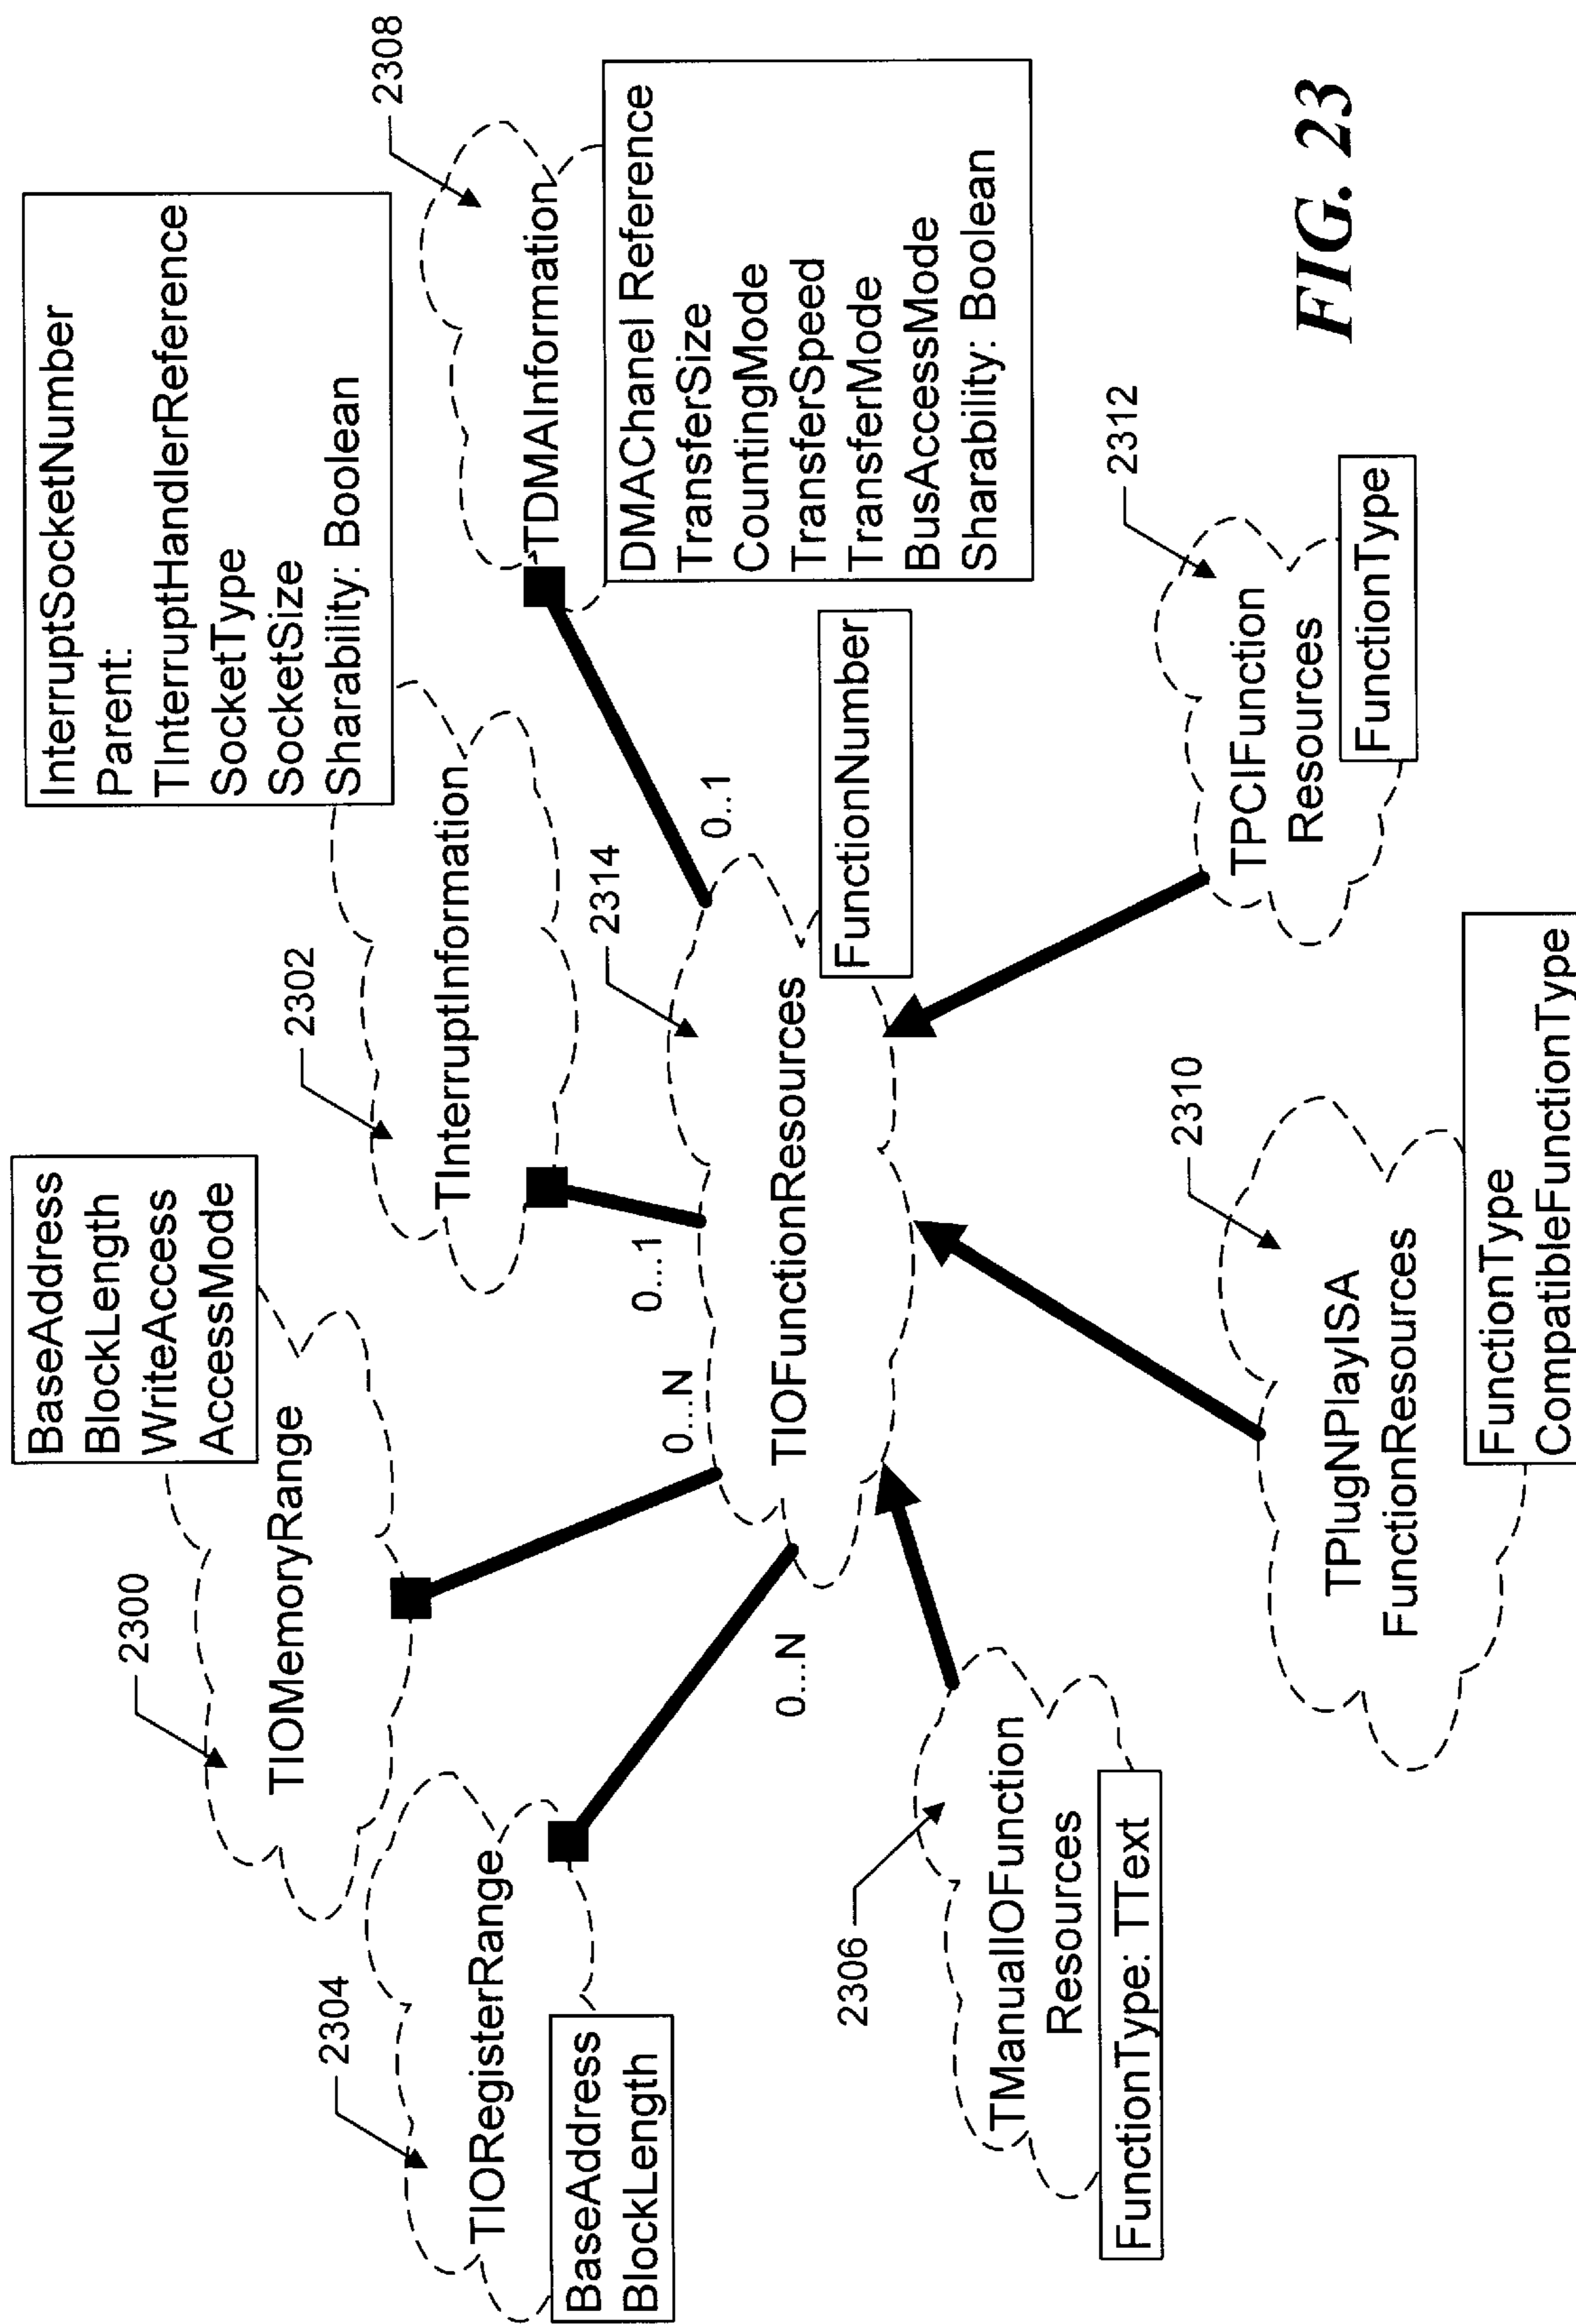 InterruptSocketNumber
Parent:
TInterruptHandlerReference
SocketType
SocketSize
Sharability: Boolean
BaseAddress
BlockLength
WriteAccess
AccessMode
2308
2302
2300
TIOMemoryRange
TInterruptInformation
TDMAInformation
2304
TIORegisterRange
BaseAddress
BlockLength
DMAChanel Reference
TransferSize
CountingMode
TransferSpeed
TransferMode
BusAccessMode
Sharability: Boolean
2314
0...N
0...1
0..1
0...N
TIOFunctionResources
FunctionNumber
2306
TManualIOFunction
Resources
FunctionType: TText
2310
TPlugNPlayISA
FunctionResources
FunctionType
CompatibleFunctionType
2312
TPCIFunction
Resources
FunctionType
FIG. 23